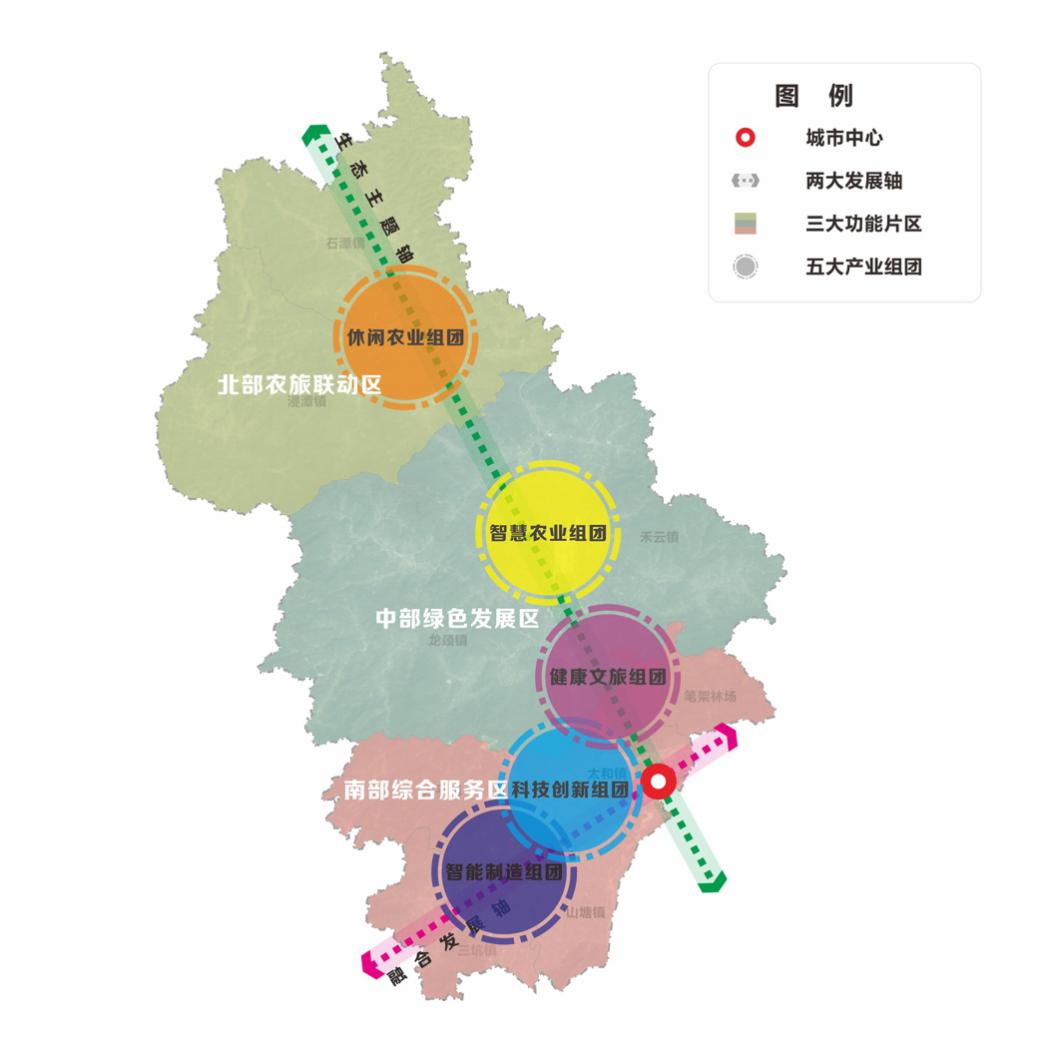 图 例
城市中心
两大发展轴
三大功能片区
五大产业组团
生态主题轴
石潭镇
休闲农业组团
北部农旅联动区
浸潭镇
智慧农业组团
禾云镇
中部绿色发展区
龙颈镇
健康文旅组团
笔架林场
太和镇
南部综合服务区
科技创新组团
智能制造组团
山塘镇
三坑镇
融合发展轴